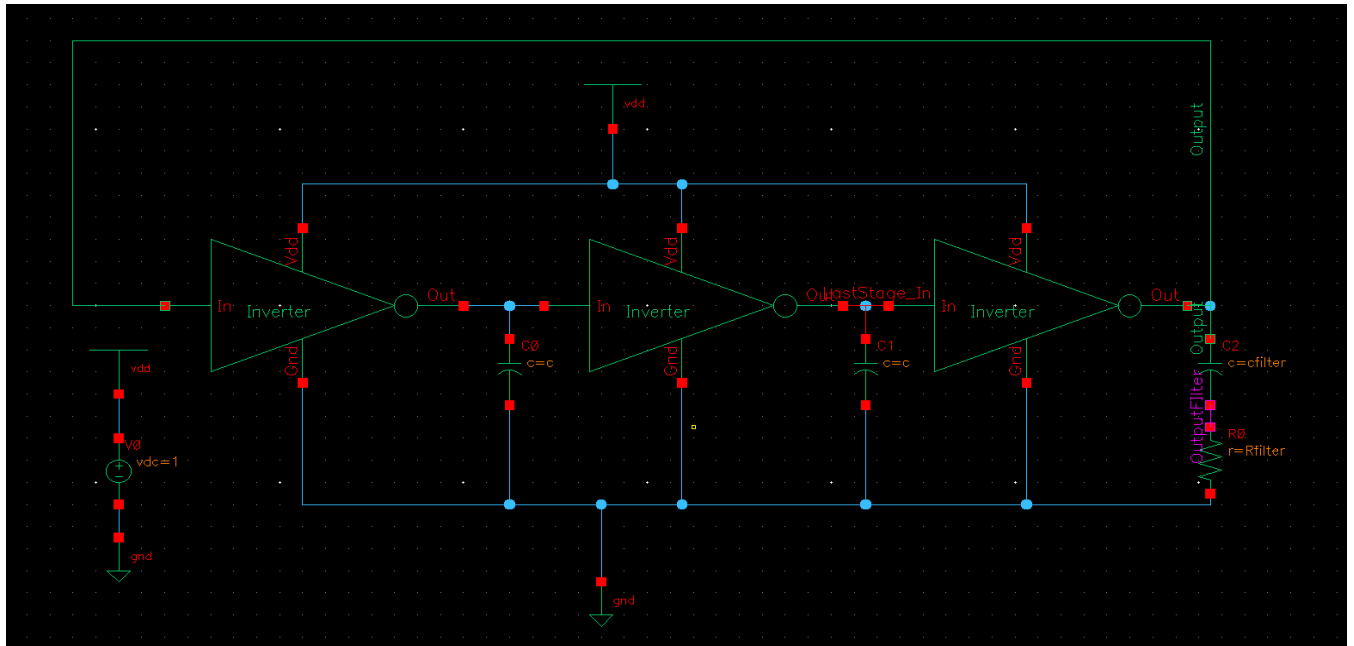 Output
vdd
Vdd
Vdd
Vdd
In
Inverter
Out
In
Inverter
Out
LastStage_In
In
Inverter
Out
Output
Gnd
Gnd
Gnd
C0
c=c
C1
c=c
C2
c=cfilter
vdd
V0
vdc=1
gnd
OutputFIlter
R0
r=Rfilter
gnd